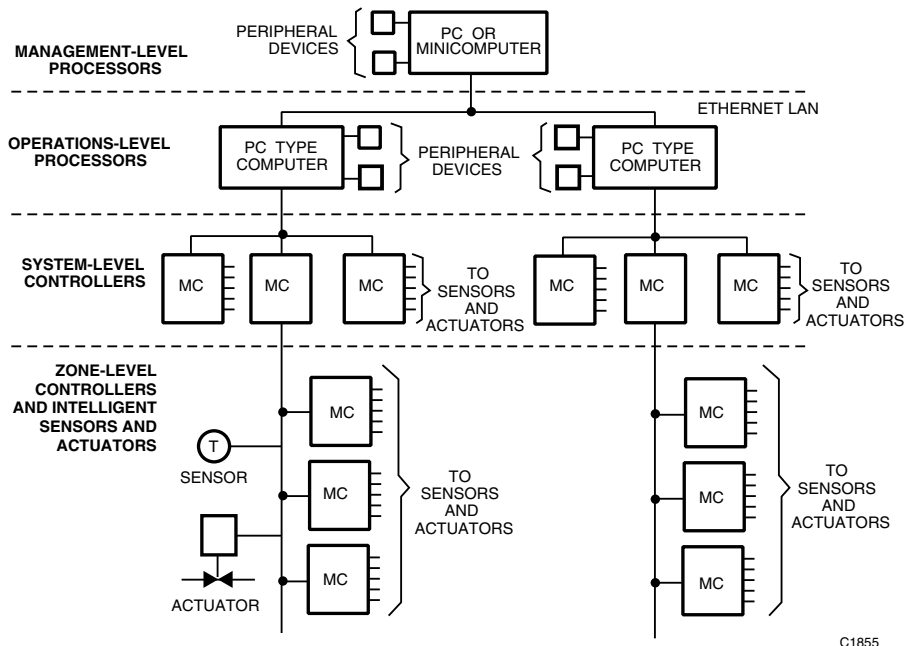 PERIPHERAL
DEVICES
PC OR
MINICOMPUTER
MANAGEMENT-LEVEL
PROCESSORS
ETHERNET LAN
OPERATIONS-LEVEL
PROCESSORS
PC TYPE
COMPUTER
PERIPHERAL
DEVICES
PC TYPE
COMPUTER
SYSTEM-LEVEL
CONTROLLERS
MC
MC
MC
TO
SENSORS
AND
ACTUATORS
MC
MC
MC
TO
SENSORS
AND
ACTUATORS
ZONE-LEVEL
CONTROLLERS
AND INTELLIGENT
SENSORS AND
ACTUATORS
T
SENSOR
ACTUATOR
MC
MC
MC
TO
SENSORS
AND
ACTUATORS
MC
MC
MC
TO
SENSORS
AND
ACTUATORS
C1855